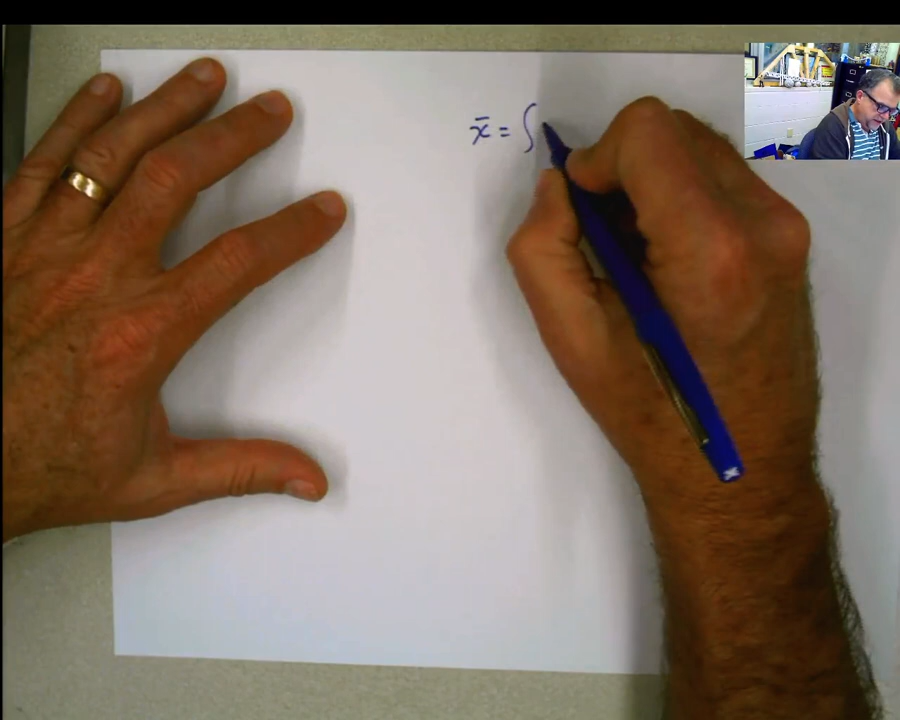 x̄ = ∫